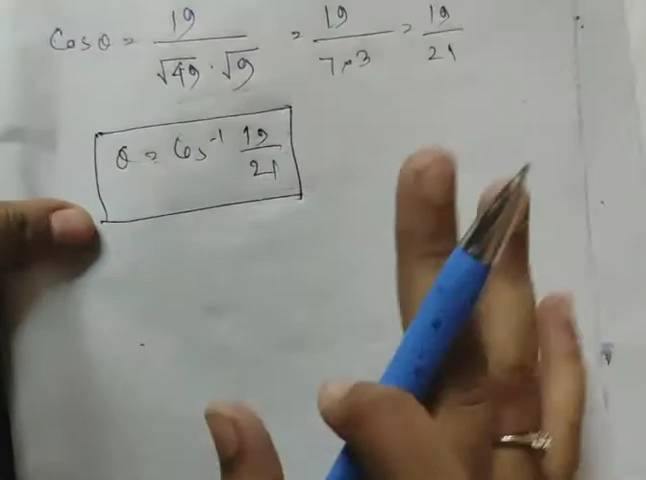 Cosθ = 19/(√49 · √9) = 19/(7×3) = 19/21
θ = Cos⁻¹ 19/21